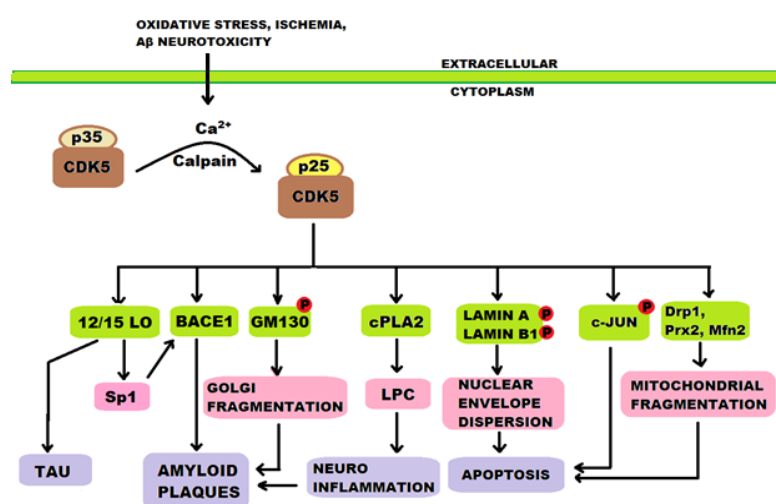 OXIDATIVE STRESS, ISCHEMIA,
Aβ NEUROTOXICITY
EXTRACELLULAR
CYTOPLASM
p35
CDK5
Ca²⁺
Calpain
p25
CDK5
12/15 LO
BACE1
GM130
P
cPLA2
LAMIN A
P
LAMIN B1
P
c-JUN
P
Drp1,
Prx2, Mfn2
Sp1
GOLGI
FRAGMENTATION
LPC
NUCLEAR
ENVELOPE
DISPERSION
MITOCHONDRIAL
FRAGMENTATION
TAU
AMYLOID
PLAQUES
NEURO
INFLAMMATION
APOPTOSIS